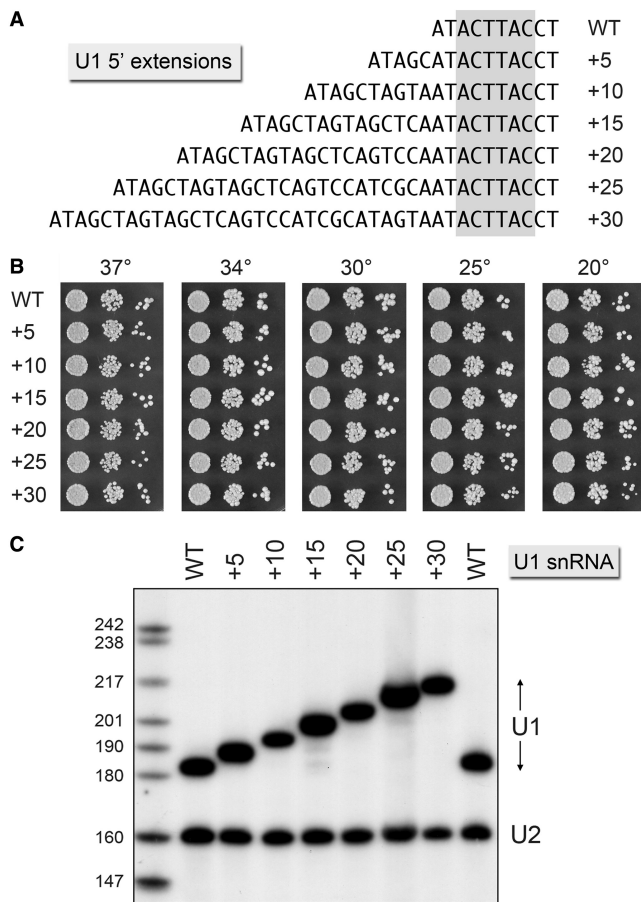 A
ATACTTACCT WT
U1 5' extensions
ATAGCATACTTACCT +5
ATAGCTAGTAATACTTACCT +10
ATAGCTAGTAGCTCAATACTTACCT +15
ATAGCTAGTAGCTCAGTCCAATACTTACCT +20
ATAGCTAGTAGCTCAGTCCATCGCAATACTTACCT +25
ATAGCTAGTAGCTCAGTCCATCGCATAGTAATACTTACCT +30
B
37° 34° 30° 25° 20°
WT
+5
+10
+15
+20
+25
+30
C
WT +5 +10 +15 +20 +25 +30 WT
U1 snRNA
242
238
217
201
190
180
160
147
U1
U2